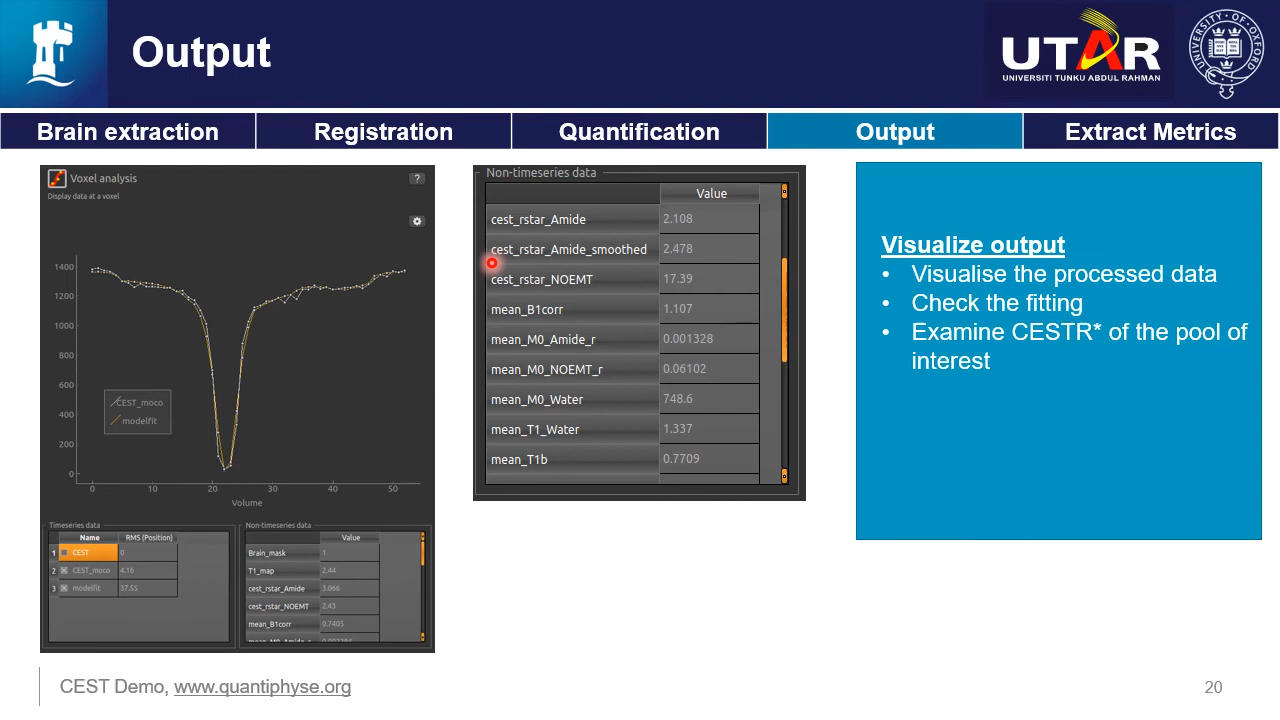 Output
UTAR
UNIVERSITI TUNKU ABDUL RAHMAN
UNIVERSITY · OF · OXFORD
Brain extraction
Registration
Quantification
Output
Extract Metrics
Voxel analysis
?
Display data at a voxel
1400
1200
1000
800
600
400
200
0
CEST_moco
modelfit
0 10 20 30 40 50
Volume
Timeseries data
Name RMS (Position)
1 CEST 0
2 CEST_moco 4.16
3 modelfit 37.55
Non-timeseries data
Value
Brain_mask 1
T1_map 2.44
cest_rstar_Amide 3.066
cest_rstar_NOEMT 2.43
mean_B1corr 0.7405
Non-timeseries data
Value
cest_rstar_Amide 2.108
cest_rstar_Amide_smoothed 2.478
cest_rstar_NOEMT 17.39
mean_B1corr 1.107
mean_M0_Amide_r 0.001328
mean_M0_NOEMT_r 0.06102
mean_M0_Water 748.6
mean_T1_Water 1.337
mean_T1b 0.7709
Visualize output
• Visualise the processed data
• Check the fitting
• Examine CESTR* of the pool of
interest
CEST Demo, www.quantiphyse.org
20